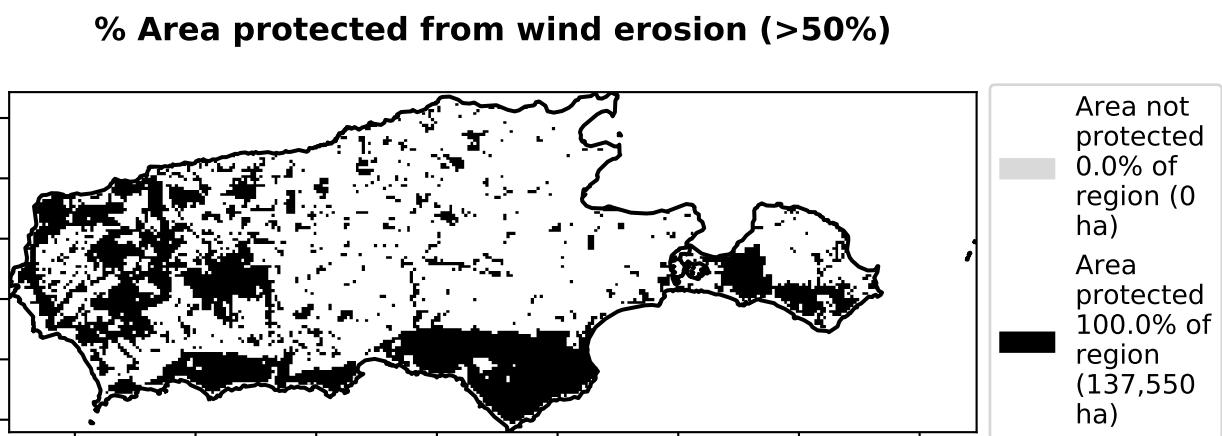 % Area protected from wind erosion (>50%)
Area not
protected
0.0% of
region (0
ha)
Area
protected
100.0% of
region
(137,550
ha)